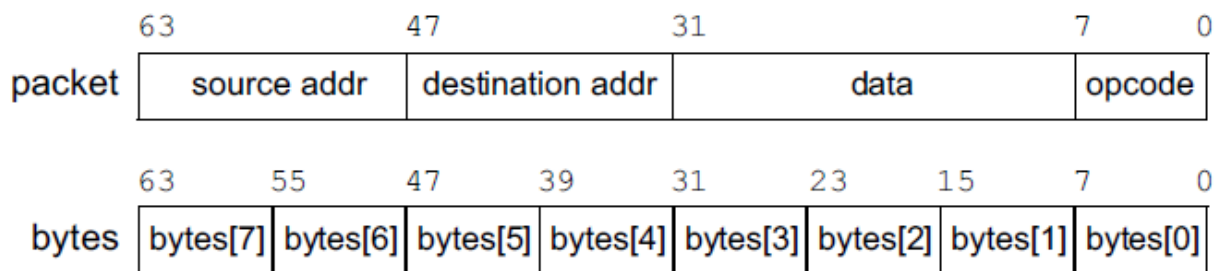 63 47 31 7 0
packet source addr destination addr data opcode
63 55 47 39 31 23 15 7 0
bytes bytes[7] bytes[6] bytes[5] bytes[4] bytes[3] bytes[2] bytes[1] bytes[0]